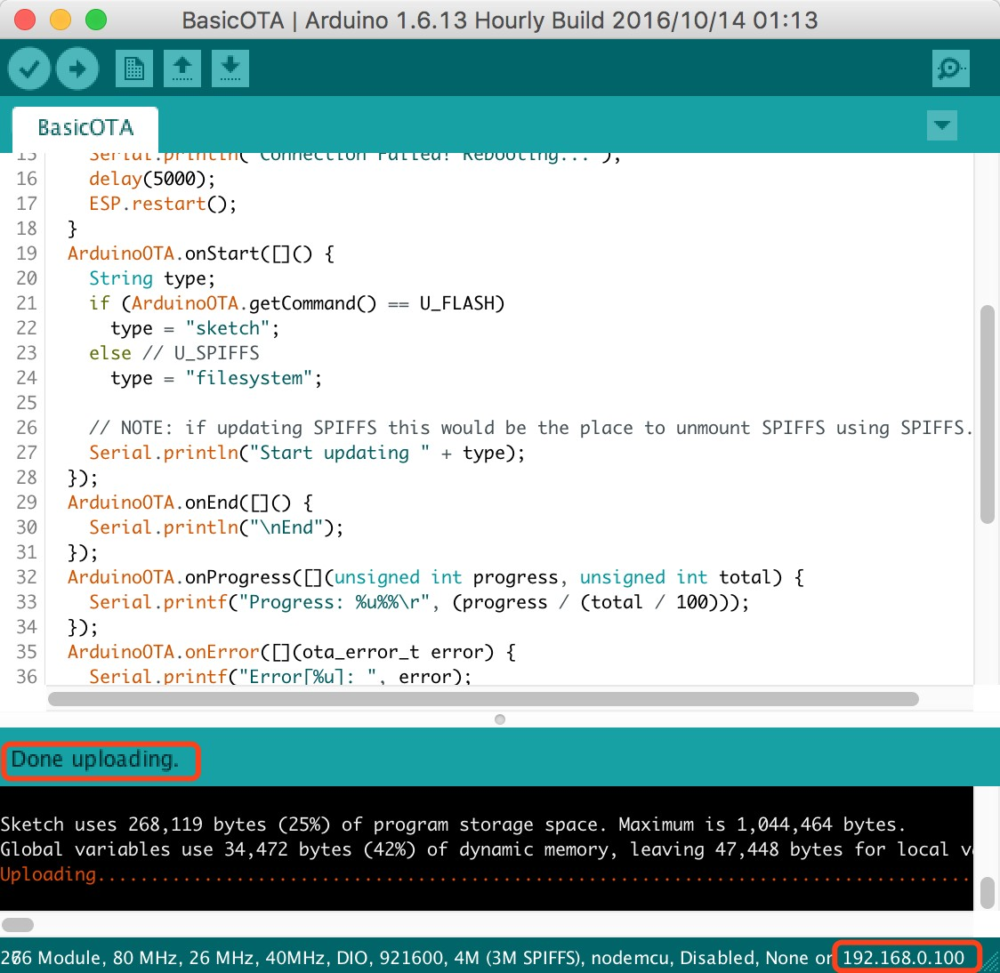 BasicOTA | Arduino 1.6.13 Hourly Build 2016/10/14 01:13
BasicOTA
15 Serial.println("Connection Failed! Rebooting...");
16 delay(5000);
17 ESP.restart();
18 }
19 ArduinoOTA.onStart([]() {
20 String type;
21 if (ArduinoOTA.getCommand() == U_FLASH)
22 type = "sketch";
23 else // U_SPIFFS
24 type = "filesystem";
25
26 // NOTE: if updating SPIFFS this would be the place to unmount SPIFFS using SPIFFS.
27 Serial.println("Start updating " + type);
28 });
29 ArduinoOTA.onEnd([]() {
30 Serial.println("\nEnd");
31 });
32 ArduinoOTA.onProgress([](unsigned int progress, unsigned int total) {
33 Serial.printf("Progress: %u%%\r", (progress / (total / 100)));
34 });
35 ArduinoOTA.onError([](ota_error_t error) {
36 Serial.printf("Error[%u]: ", error);
Done uploading.
Sketch uses 268,119 bytes (25%) of program storage space. Maximum is 1,044,464 bytes.
Global variables use 34,472 bytes (42%) of dynamic memory, leaving 47,448 bytes for local
Uploading..................................................................................
Module, 80 MHz, 26 MHz, 40MHz, DIO, 921600, 4M (3M SPIFFS), nodemcu, Disabled, None on 192.168.0.100